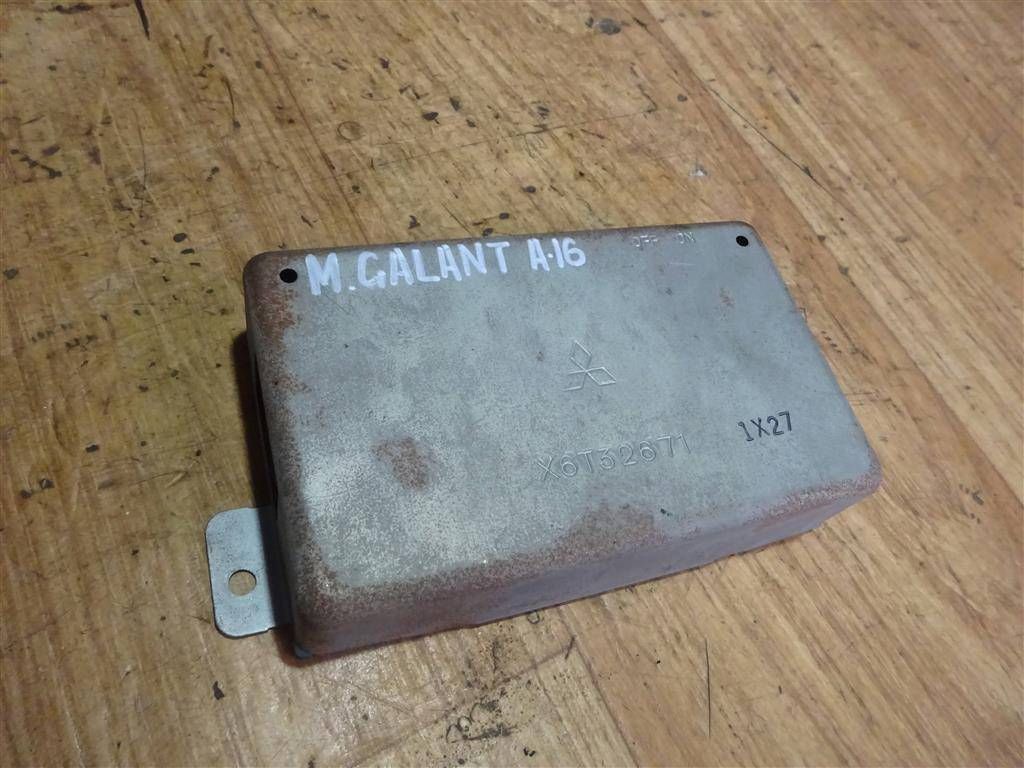 M. GALANT A-16
OFF ON
X6T32671
1X27